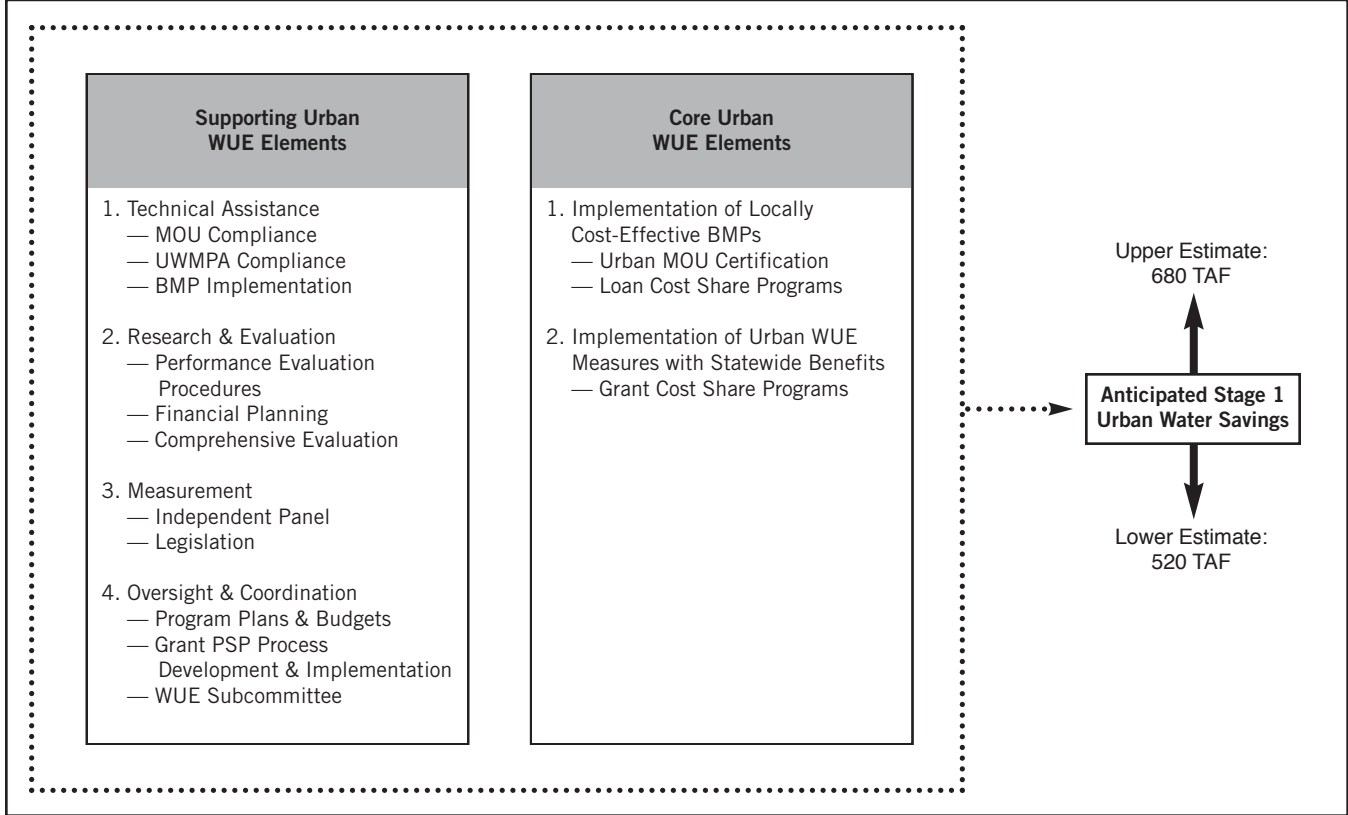 Supporting Urban
WUE Elements
1. Technical Assistance
— MOU Compliance
— UWMPA Compliance
— BMP Implementation
2. Research & Evaluation
— Performance Evaluation
Procedures
— Financial Planning
— Comprehensive Evaluation
3. Measurement
— Independent Panel
— Legislation
4. Oversight & Coordination
— Program Plans & Budgets
— Grant PSP Process
Development & Implementation
— WUE Subcommittee
Core Urban
WUE Elements
1. Implementation of Locally
Cost-Effective BMPs
— Urban MOU Certification
— Loan Cost Share Programs
2. Implementation of Urban WUE
Measures with Statewide Benefits
— Grant Cost Share Programs
Upper Estimate:
680 TAF
Anticipated Stage 1
Urban Water Savings
Lower Estimate:
520 TAF